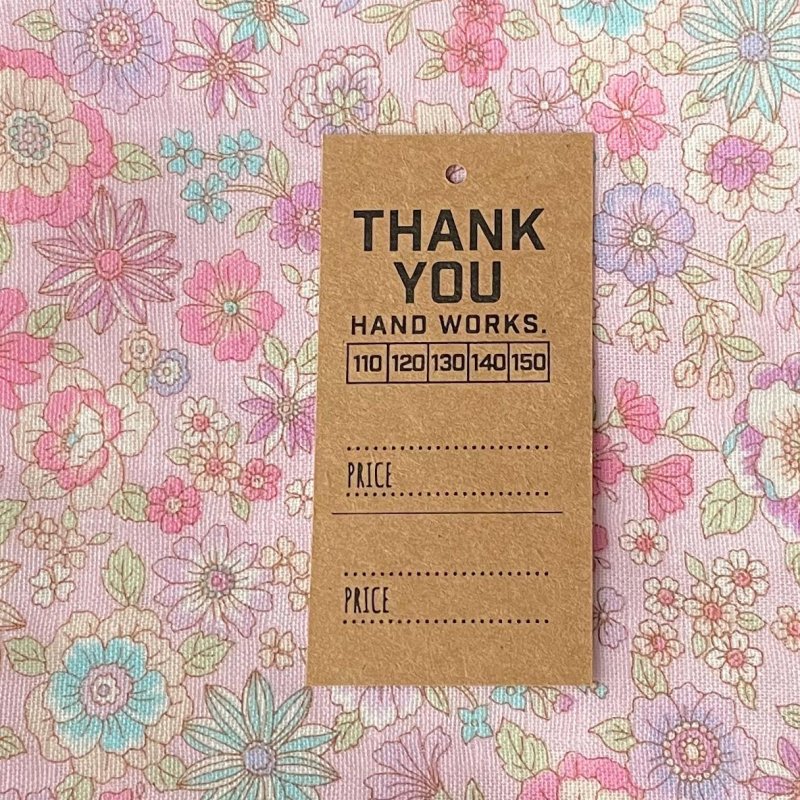 THANK
YOU
HAND WORKS.
110 120 130 140 150
PRICE
PRICE